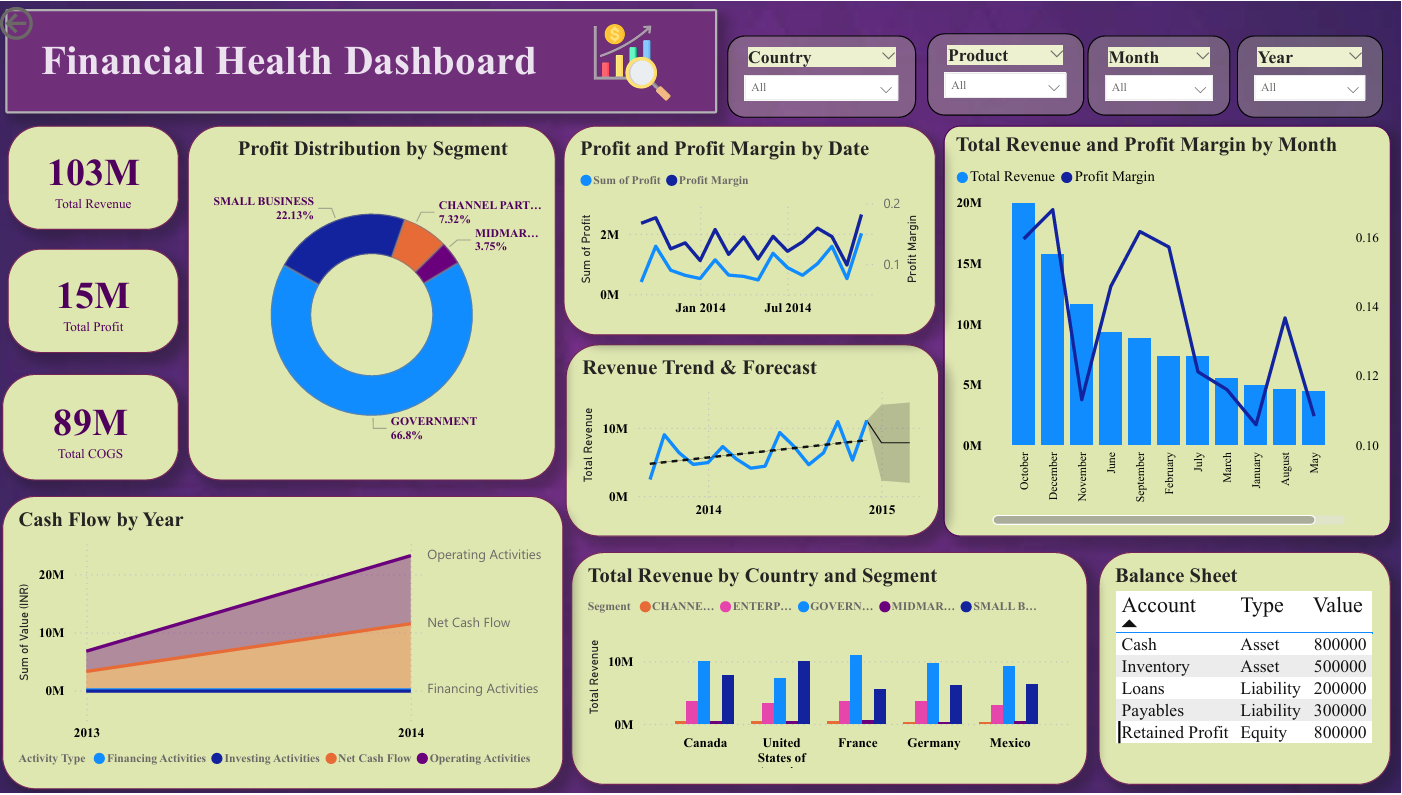 Financial Health Dashboard
Country
All
Product
All
Month
All
Year
All
103M
Total Revenue
15M
Total Profit
89M
Total COGS
Profit Distribution by Segment
SMALL BUSINESS
22.13%
CHANNEL PART...
7.32%
MIDMAR...
3.75%
GOVERNMENT
66.8%
Profit and Profit Margin by Date
Sum of Profit Profit Margin
Sum of Profit
2M
0M
0.2
0.1
Profit Margin
Jan 2014 Jul 2014
Revenue Trend & Forecast
Total Revenue
10M
0M
2014 2015
Total Revenue and Profit Margin by Month
Total Revenue Profit Margin
20M
15M
10M
5M
0M
0.16
0.14
0.12
0.10
October
December
November
June
September
February
July
March
January
August
May
Cash Flow by Year
Sum of Value (INR)
20M
10M
0M
Operating Activities
Net Cash Flow
Financing Activities
2013 2014
Activity Type Financing Activities Investing Activities Net Cash Flow Operating Activities
Total Revenue by Country and Segment
Segment CHANNE... ENTERP... GOVERN... MIDMAR... SMALL B...
Total Revenue
10M
0M
Canada
United
States of
France
Germany
Mexico
Balance Sheet
Account Type Value
Cash Asset 800000
Inventory Asset 500000
Loans Liability 200000
Payables Liability 300000
Retained Profit Equity 800000